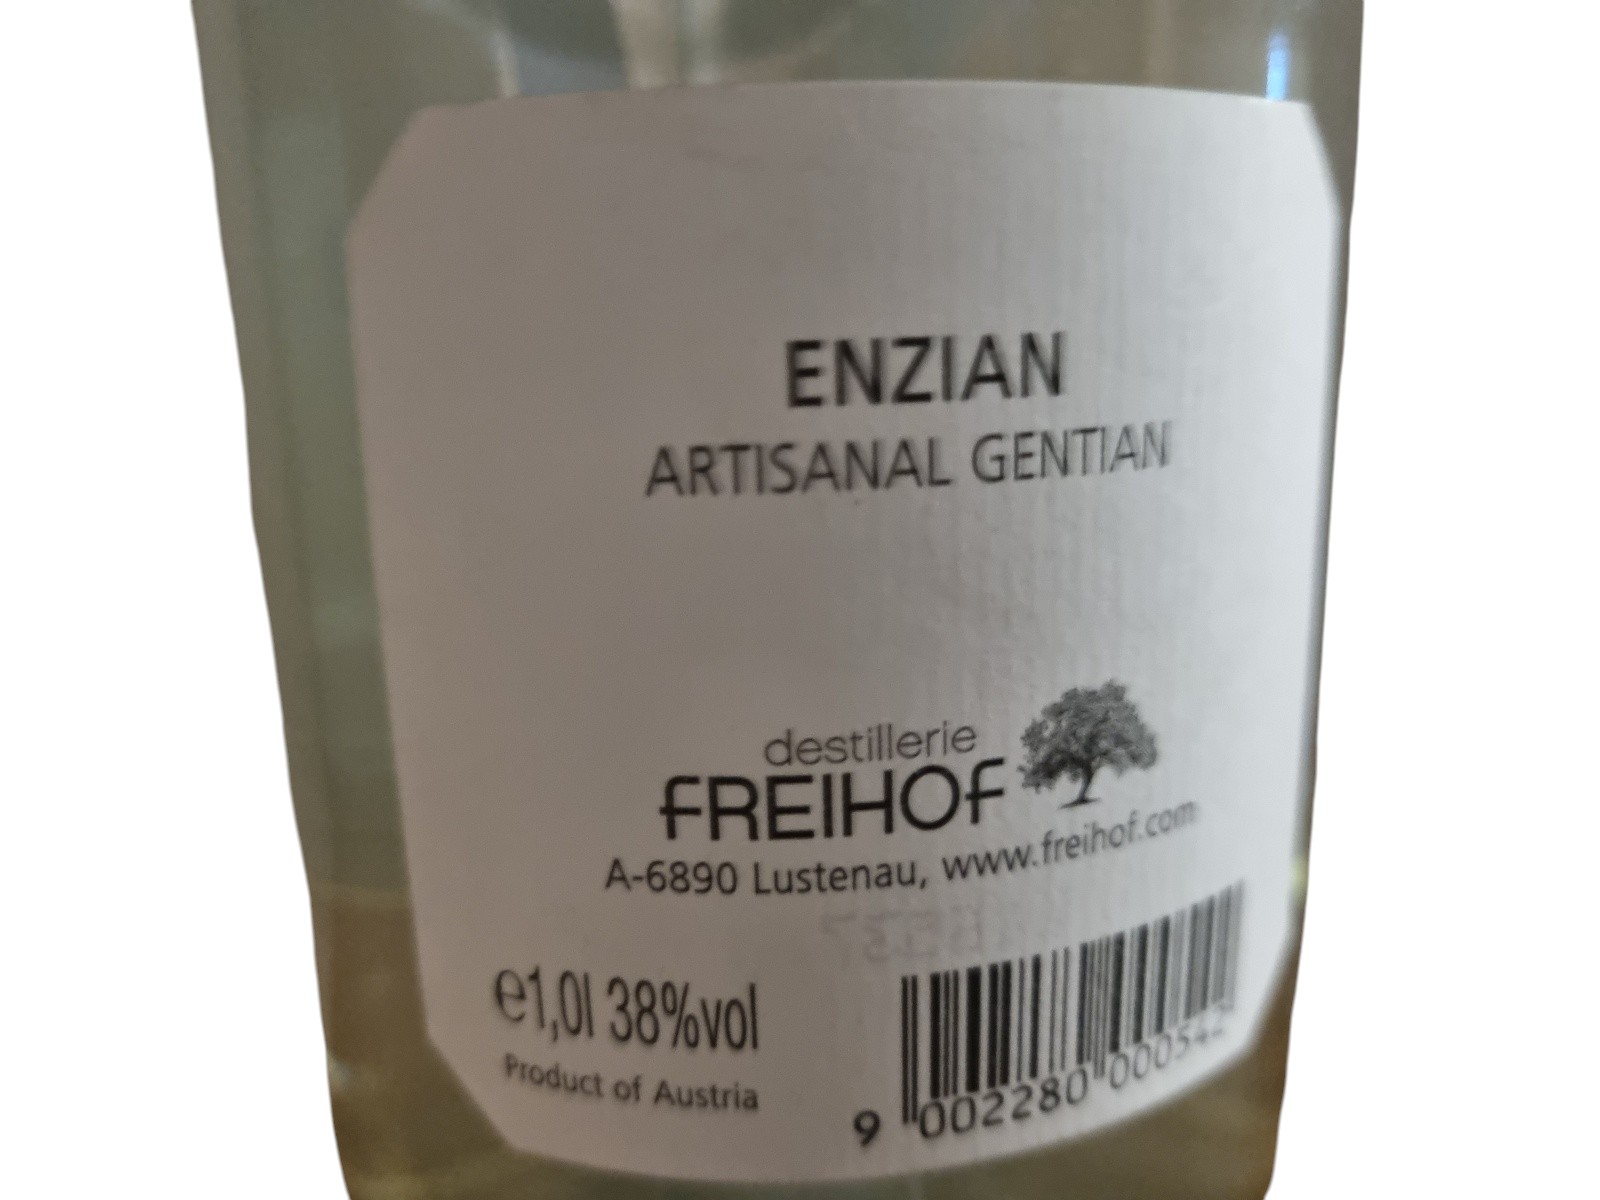 ENZIAN
ARTISANAL GENTIAN
destillerie
FREIHOF
A-6890 Lustenau, www.freihof.com
e1,0l 38%vol
Product of Austria
9 002280 000542